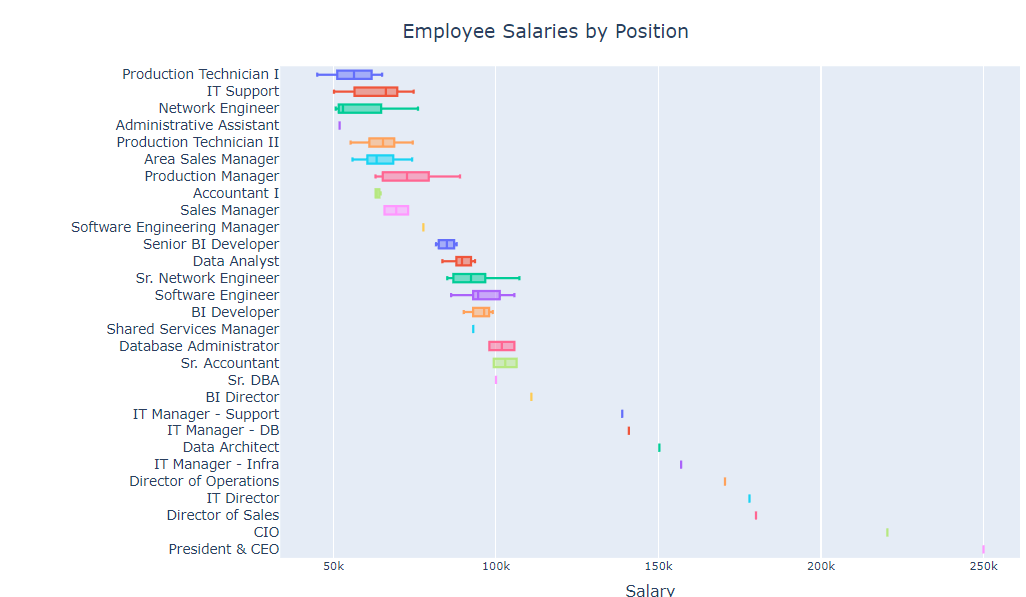 Employee Salaries by Position
Production Technician I
IT Support
Network Engineer
Administrative Assistant
Production Technician II
Area Sales Manager
Production Manager
Accountant I
Sales Manager
Software Engineering Manager
Senior BI Developer
Data Analyst
Sr. Network Engineer
Software Engineer
BI Developer
Shared Services Manager
Database Administrator
Sr. Accountant
Sr. DBA
BI Director
IT Manager - Support
IT Manager - DB
Data Architect
IT Manager - Infra
Director of Operations
IT Director
Director of Sales
CIO
President & CEO
50k 100k 150k 200k 250k
Salary